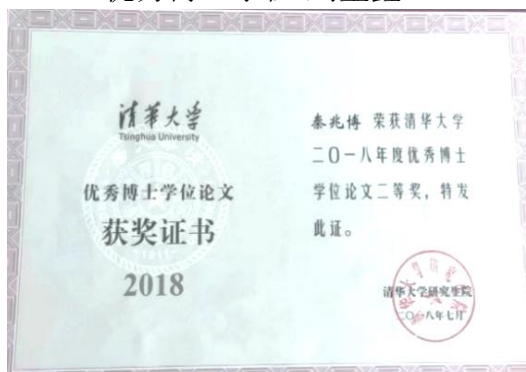 清华大学
Tsinghua University
优秀博士学位论文
获奖证书
2018
秦兆博 荣获清华大学
二〇一八年度优秀博士
学位论文二等奖，特发
此证。
清华大学研究生院
二〇一八年七月